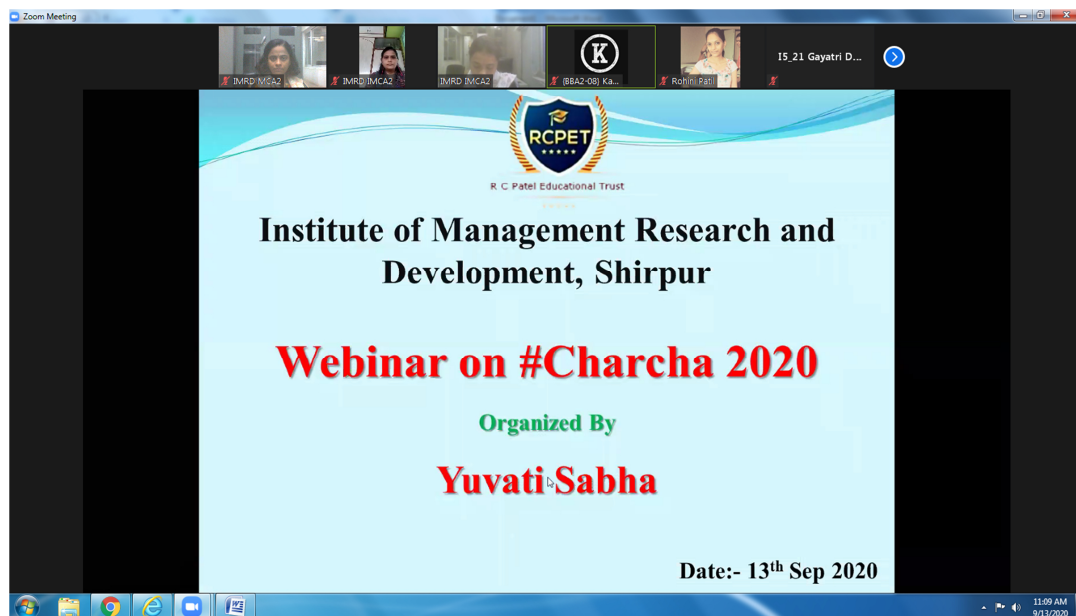 Zoom Meeting
IMRD MCA2
IMRD IMCA2
IMRD IMCA2
K
(BBA2-08) Ka...
Rohini Patil
I5_21 Gayatri D...
RCPET
R C Patel Educational Trust
Institute of Management Research and
Development, Shirpur
Webinar on #Charcha 2020
Organized By
Yuvati Sabha
Date:- 13th Sep 2020
11:09 AM
9/13/2020